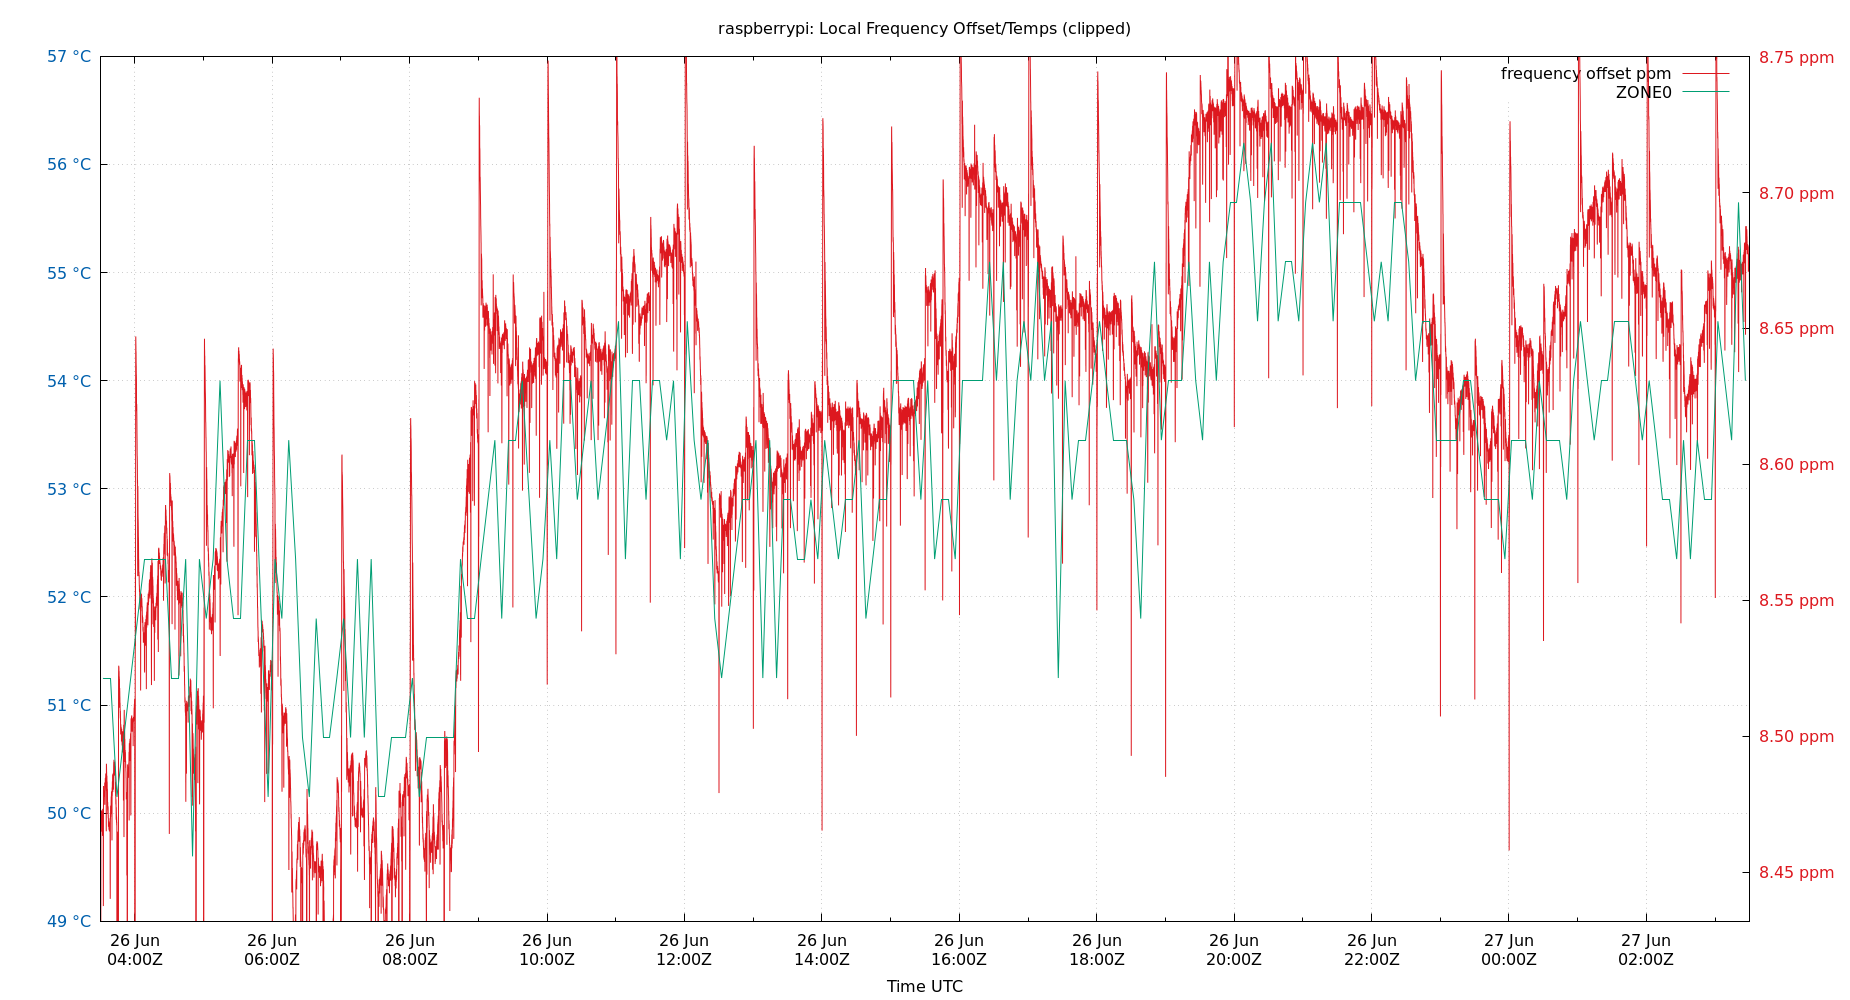 raspberrypi: Local Frequency Offset/Temps (clipped)
57 °C
56 °C
55 °C
54 °C
53 °C
52 °C
51 °C
50 °C
49 °C
8.75 ppm
8.70 ppm
8.65 ppm
8.60 ppm
8.55 ppm
8.50 ppm
8.45 ppm
frequency offset ppm
ZONE0
26 Jun
04:00Z
26 Jun
06:00Z
26 Jun
08:00Z
26 Jun
10:00Z
26 Jun
12:00Z
26 Jun
14:00Z
26 Jun
16:00Z
26 Jun
18:00Z
26 Jun
20:00Z
26 Jun
22:00Z
27 Jun
00:00Z
27 Jun
02:00Z
Time UTC